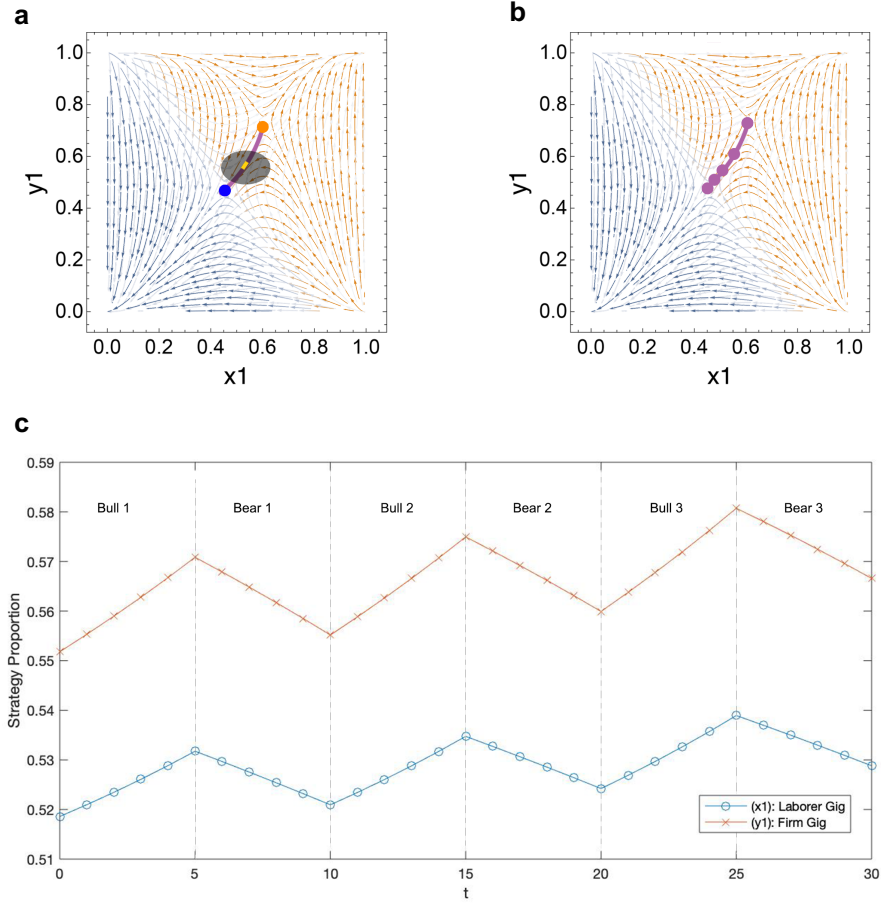 a
1.0
0.8
0.6
0.4
0.2
0.0
y1
0.0 0.2 0.4 0.6 0.8 1.0
x1
b
1.0
0.8
0.6
0.4
0.2
0.0
y1
0.0 0.2 0.4 0.6 0.8 1.0
x1
c
0.59
0.58
0.57
0.56
0.55
0.54
0.53
0.52
0.51
Strategy Proportion
Bull 1 Bear 1 Bull 2 Bear 2 Bull 3 Bear 3
(x1): Laborer Gig
(y1): Firm Gig
0 5 10 15 20 25 30
t